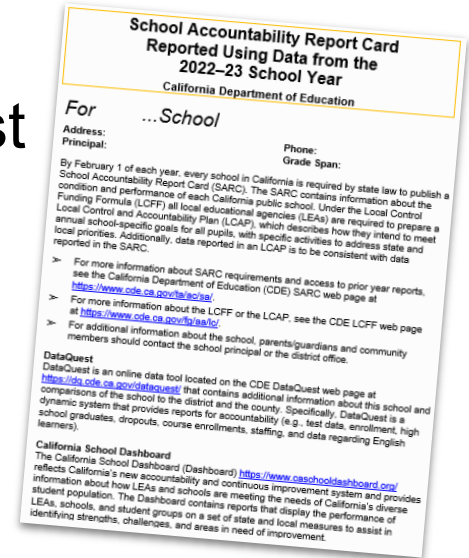 st
School Accountability Report Card
Reported Using Data from the
2022–23 School Year
California Department of Education
For ...School
Address:
Principal:
Phone:
Grade Span:
By February 1 of each year, every school in California is required by state law to publish a
School Accountability Report Card (SARC). The SARC contains information about the
condition and performance of each California public school. Under the Local Control
Funding Formula (LCFF) all local educational agencies (LEAs) are required to prepare a
Local Control and Accountability Plan (LCAP), which describes how they intend to meet
annual school-specific goals for all pupils, with specific activities to address state and
local priorities. Additionally, data reported in an LCAP is to be consistent with data
reported in the SARC.
➢ For more information about SARC requirements and access to prior year reports,
see the California Department of Education (CDE) SARC web page at
https://www.cde.ca.gov/ta/ac/sa/.
➢ For more information about the LCFF or the LCAP, see the CDE LCFF web page
at https://www.cde.ca.gov/fg/aa/lc/.
➢ For additional information about the school, parents/guardians and community
members should contact the school principal or the district office.
DataQuest
DataQuest is an online data tool located on the CDE DataQuest web page at
https://dq.cde.ca.gov/dataquest/ that contains additional information about this school and
comparisons of the school to the district and the county. Specifically, DataQuest is a
dynamic system that provides reports for accountability (e.g., test data, enrollment, high
school graduates, dropouts, course enrollments, staffing, and data regarding English
learners).
California School Dashboard
The California School Dashboard (Dashboard) https://www.caschooldashboard.org/
reflects California's new accountability and continuous improvement system and provides
information about how LEAs and schools are meeting the needs of California's diverse
student population. The Dashboard contains reports that display the performance of
LEAs, schools, and student groups on a set of state and local measures to assist in
identifying strengths, challenges, and areas in need of improvement.